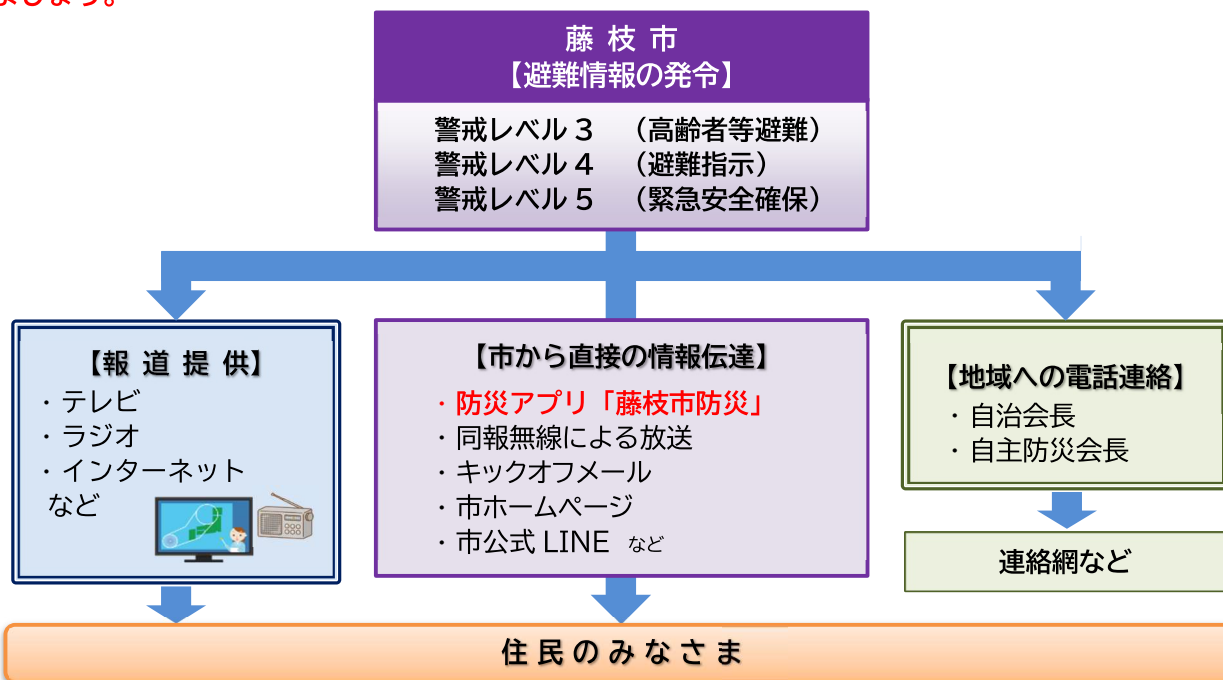 ましょう。
藤枝市
【避難情報の発令】
警戒レベル3 （高齢者等避難）
警戒レベル4 （避難指示）
警戒レベル5 （緊急安全確保）
【報道提供】
・テレビ
・ラジオ
・インターネット
など
【市から直接の情報伝達】
・防災アプリ「藤枝市防災」
・同報無線による放送
・キックオフメール
・市ホームページ
・市公式 LINE など
【地域への電話連絡】
・自治会長
・自主防災会長
連絡網など
住民のみなさま